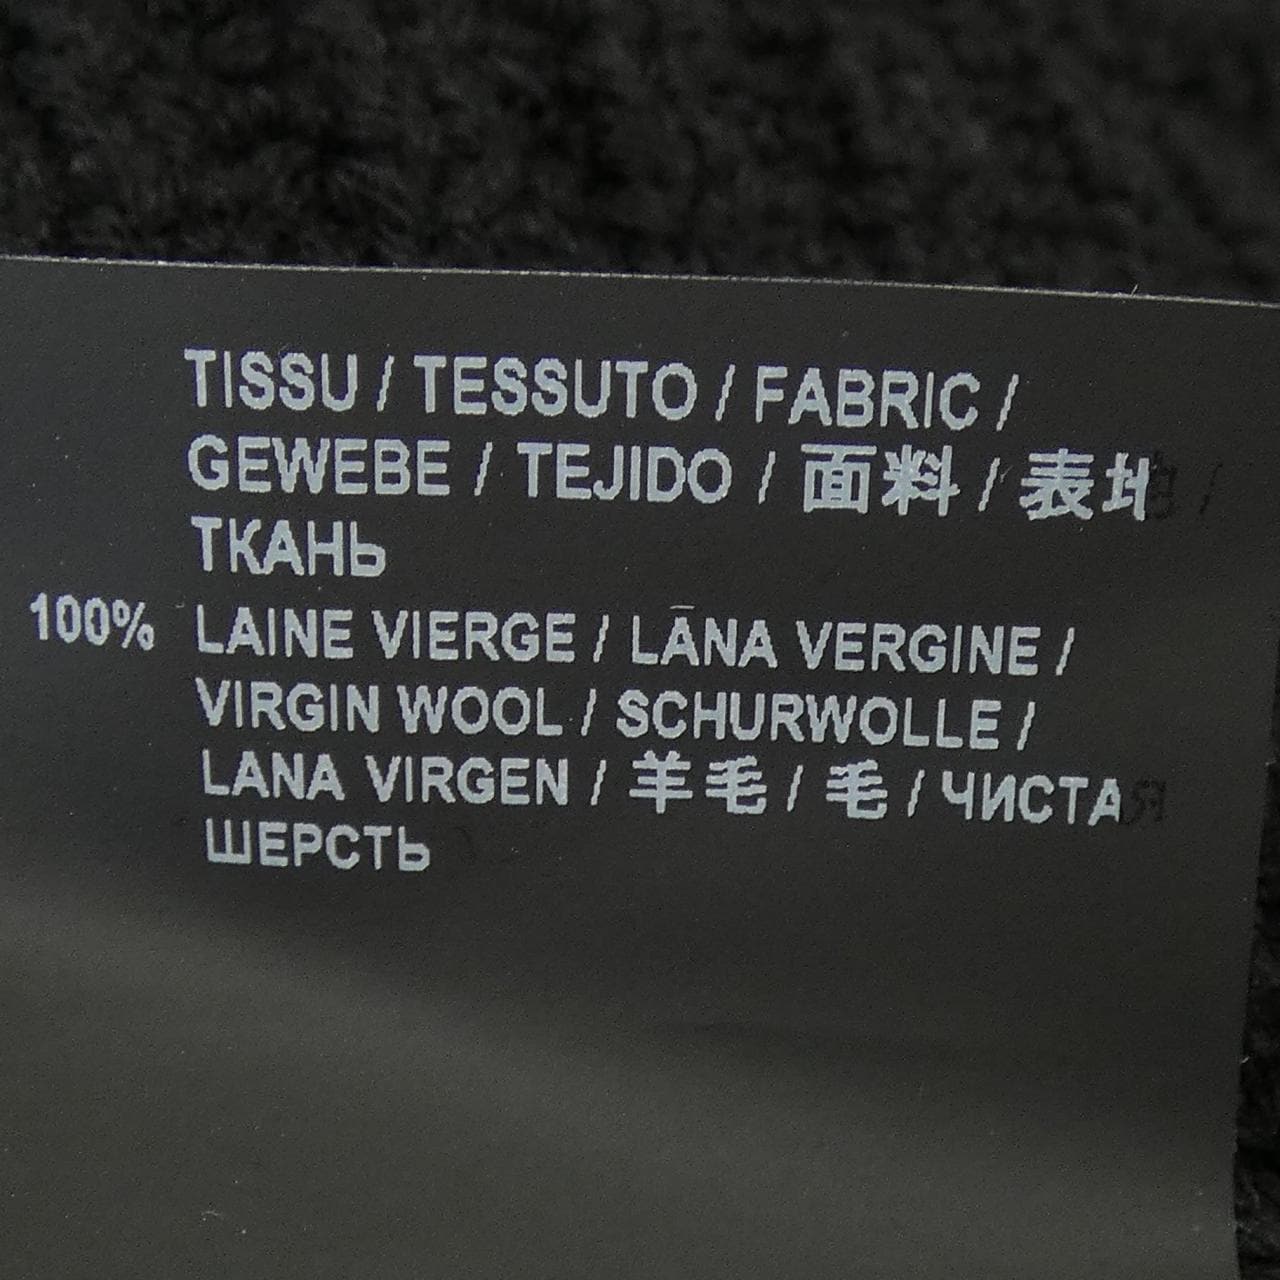 TISSU / TESSUTO / FABRIC /
GEWEBE / TEJIDO / 面料 / 表地 /
ТКАНЬ
100% LAINE VIERGE / LĀNA VERGINE /
VIRGIN WOOL / SCHURWOLLE /
LANA VIRGEN / 羊毛 / 毛 / ЧИСТАЯ
ШЕРСТЬ